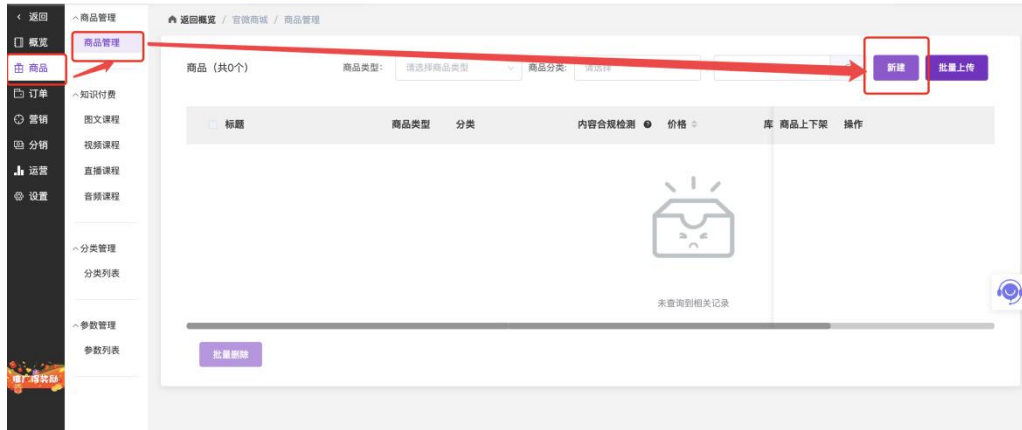 返回
概览
商品
订单
营销
分销
运营
设置
推广得奖励
商品管理
商品管理
知识付费
图文课程
视频课程
直播课程
音频课程
分类管理
分类列表
参数管理
参数列表
返回概览 / 官微商城 / 商品管理
商品（共0个）
商品类型： 请选择商品类型
商品分类: 请选择
新建
批量上传
标题 商品类型 分类 内容合规检测 价格 库 商品上下架 操作
未查询到相关记录
批量删除